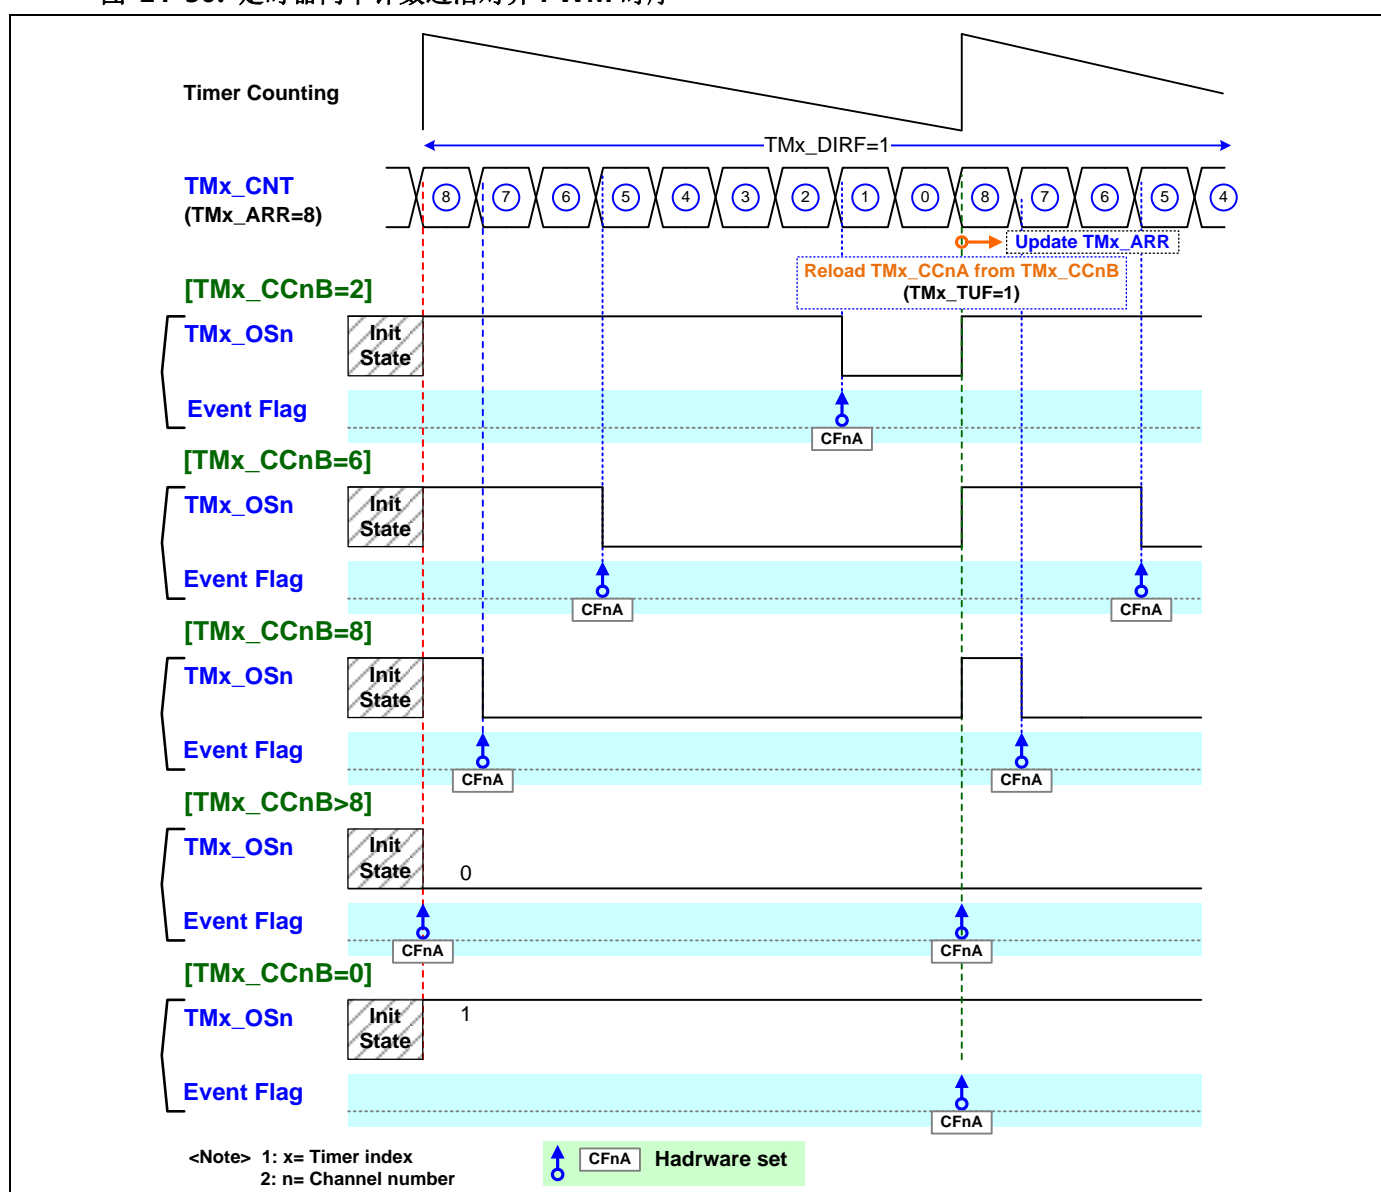 Timer Counting
TMx_DIRF=1
TMx_CNT
(TMx_ARR=8)
8 7 6 5 4 3 2 1 0 8 7 6 5 4
Update TMx_ARR
Reload TMx_CCnA from TMx_CCnB
(TMx_TUF=1)
[TMx_CCnB=2]
TMx_OSn
Init
State
Event Flag
CFnA
[TMx_CCnB=6]
TMx_OSn
Init
State
Event Flag
CFnA CFnA
[TMx_CCnB=8]
TMx_OSn
Init
State
Event Flag
CFnA CFnA
[TMx_CCnB>8]
TMx_OSn
Init
State
0
Event Flag
CFnA CFnA
[TMx_CCnB=0]
TMx_OSn
Init
State
1
Event Flag
CFnA
<Note> 1: x= Timer index
2: n= Channel number
CFnA Hadrware set